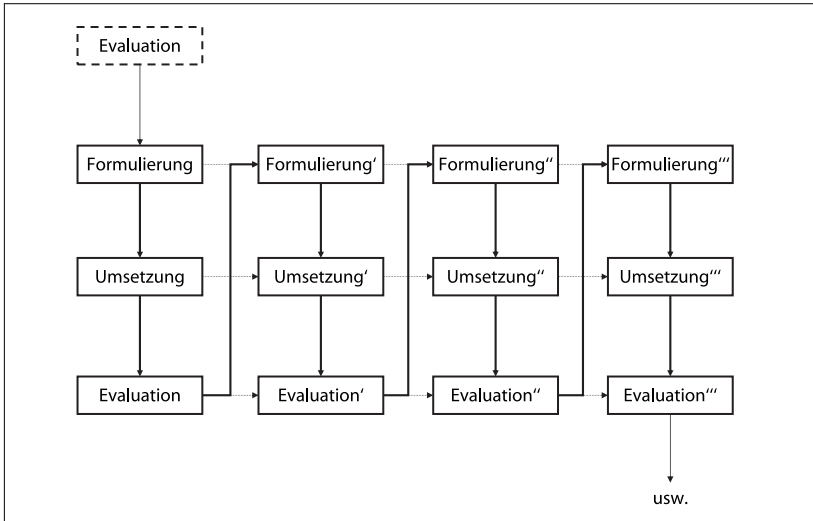 Evaluation
Formulierung
Formulierung‘
Formulierung‘‘
Formulierung‘‘‘
Umsetzung
Umsetzung‘
Umsetzung‘‘
Umsetzung‘‘‘
Evaluation
Evaluation‘
Evaluation‘‘
Evaluation‘‘‘
usw.